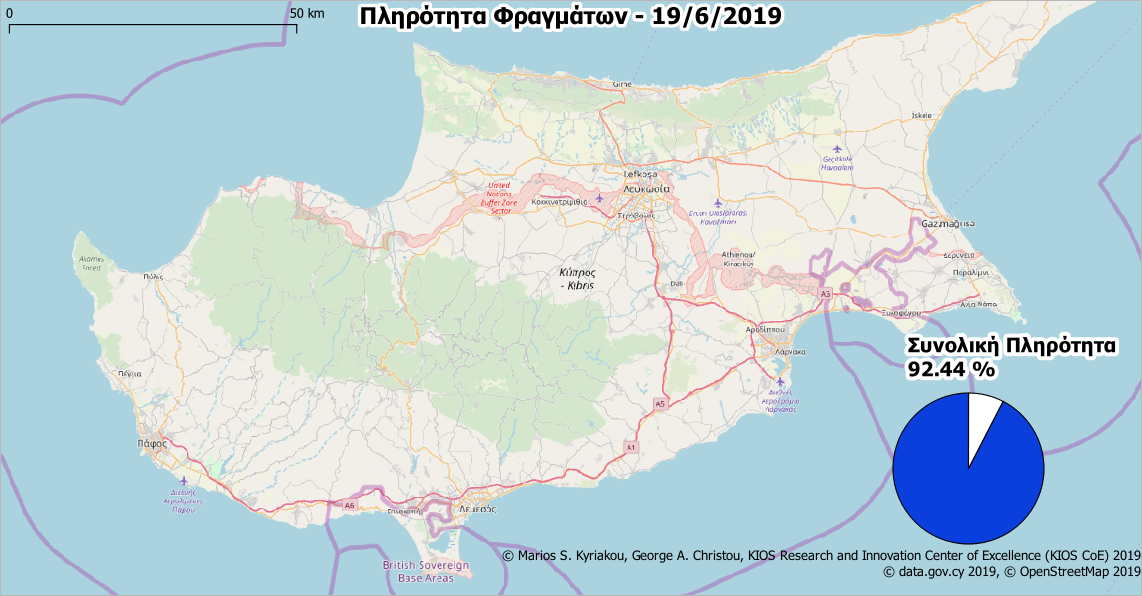 0 50 km
Πληρότητα Φραγμάτων - 19/6/2019
Girne
İskele
Geçitkale
Havaalanı
Lefkoşa
Λευκωσία
United
Nations
Buffer Zone
Sector
Κοκκινοτριμιθιά
Στρόβολος
Ercan Uluslararası
Havalimanı
Gazimağusa
Δερύνεια
Παραλίμνι
Αγία Νάπα
Ξυλοφάγου
Athienou/
Kiracıköy
Akamas
Forest
Πόλις
Κύπρος
- Kıbrıs
Dali
A3
Αραδίππου
Λάρνακα
Συνολική Πληρότητα
92.44 %
Πέγεια
Διεθνής
Αερολιμένας
Λάρνακας
A5
Πάφος
A1
Διεθνής
Αερολιμένας
Πάφου
A6
Επισκοπή
Λεμεσός
British Sovereign
Base Areas
© Marios S. Kyriakou, George A. Christou, KIOS Research and Innovation Center of Excellence (KIOS CoE) 2019
© data.gov.cy 2019, © OpenStreetMap 2019